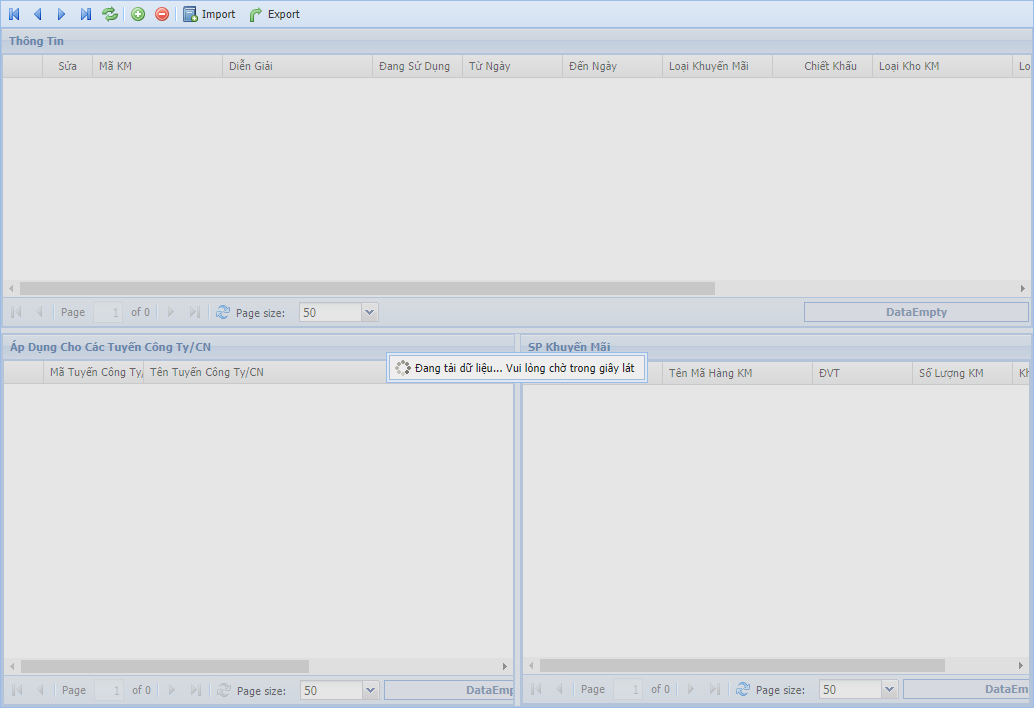 Import Export
Thông Tin
Sửa Mã KM Diễn Giải Đang Sử Dụng Từ Ngày Đến Ngày Loại Khuyến Mãi Chiết Khấu Loại Kho KM Lo
Page 1 of 0 Page size: 50 DataEmpty
Áp Dụng Cho Các Tuyến Công Ty/CN
Mã Tuyến Công Ty/ Tên Tuyến Công Ty/CN
Page 1 of 0 Page size: 50 DataEmp
SP Khuyến Mãi
Tên Mã Hàng KM ĐVT Số Lượng KM Kh
Page 1 of 0 Page size: 50 DataEm
Đang tải dữ liệu... Vui lòng chờ trong giây lát